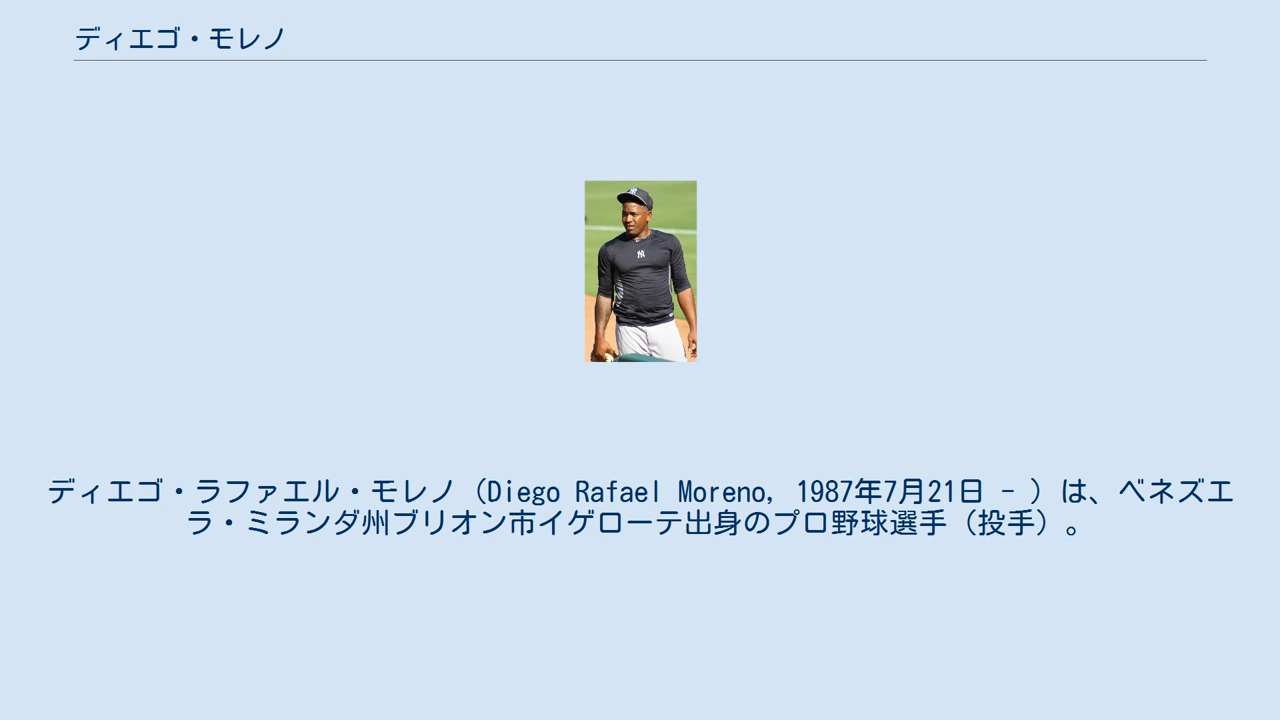 ディエゴ・モレノ
ディエゴ・ラファエル・モレノ（Diego Rafael Moreno, 1987年7月21日 - ）は、ベネズエ
ラ・ミランダ州ブリオン市イゲローテ出身のプロ野球選手（投手）。